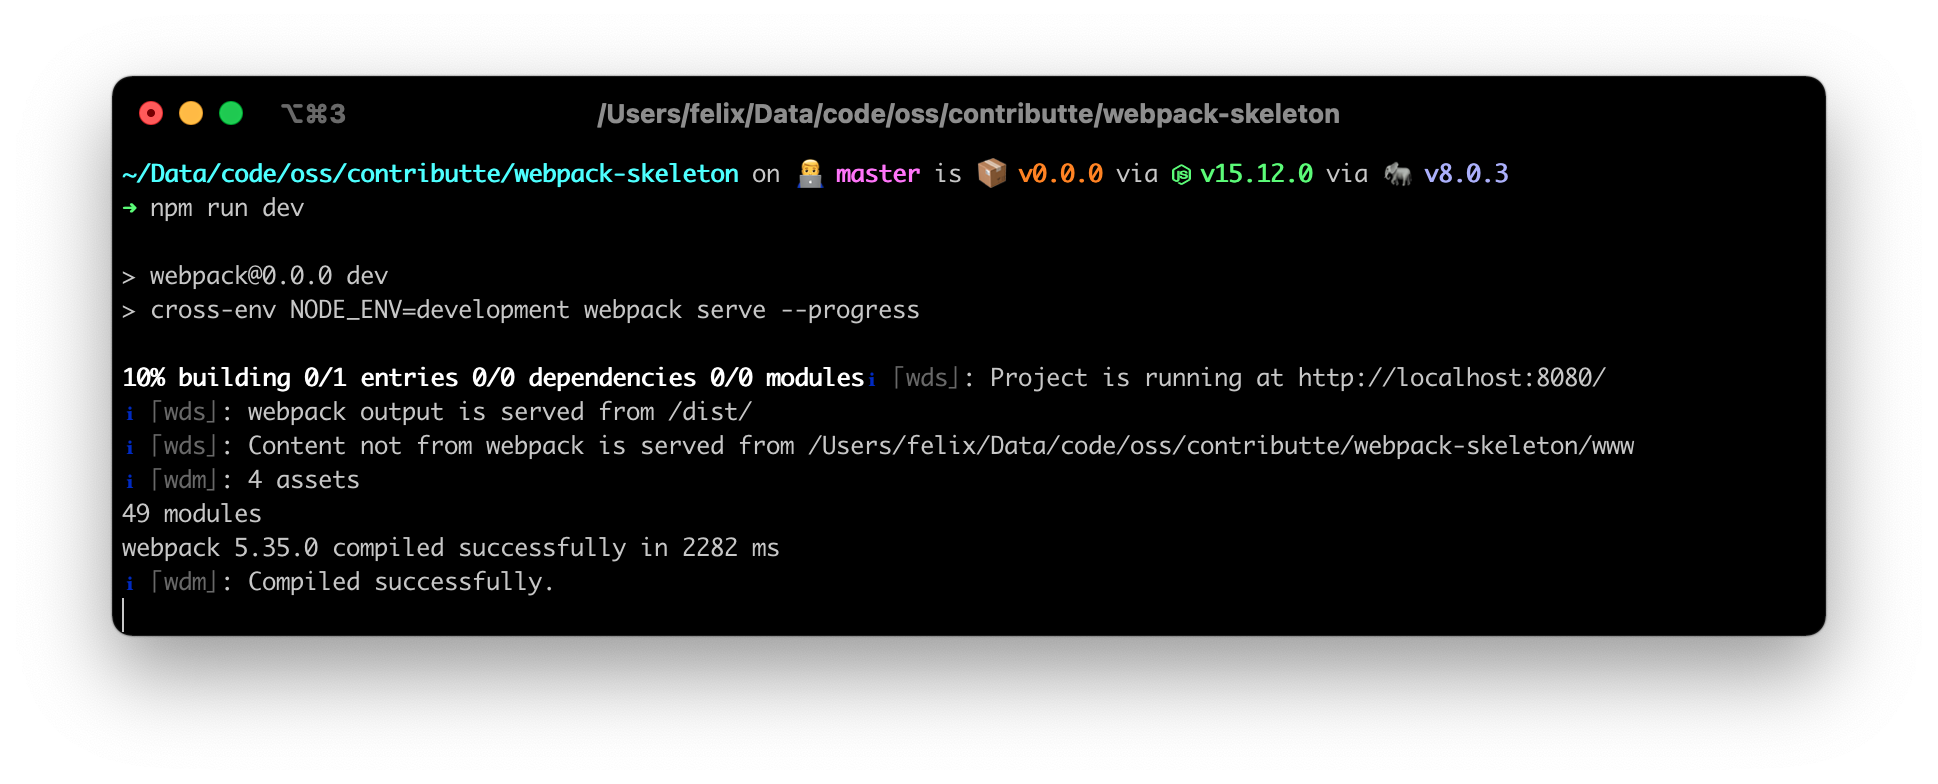 ⌥⌘3 /Users/felix/Data/code/oss/contributte/webpack-skeleton
~/Data/code/oss/contributte/webpack-skeleton on 👨‍💻 master is 📦 v0.0.0 via JS v15.12.0 via 🐘 v8.0.3
➜ npm run dev
> webpack@0.0.0 dev
> cross-env NODE_ENV=development webpack serve --progress
10% building 0/1 entries 0/0 dependencies 0/0 modulesℹ ｢wds｣: Project is running at http://localhost:8080/
ℹ ｢wds｣: webpack output is served from /dist/
ℹ ｢wds｣: Content not from webpack is served from /Users/felix/Data/code/oss/contributte/webpack-skeleton/www
ℹ ｢wdm｣: 4 assets
49 modules
webpack 5.35.0 compiled successfully in 2282 ms
ℹ ｢wdm｣: Compiled successfully.